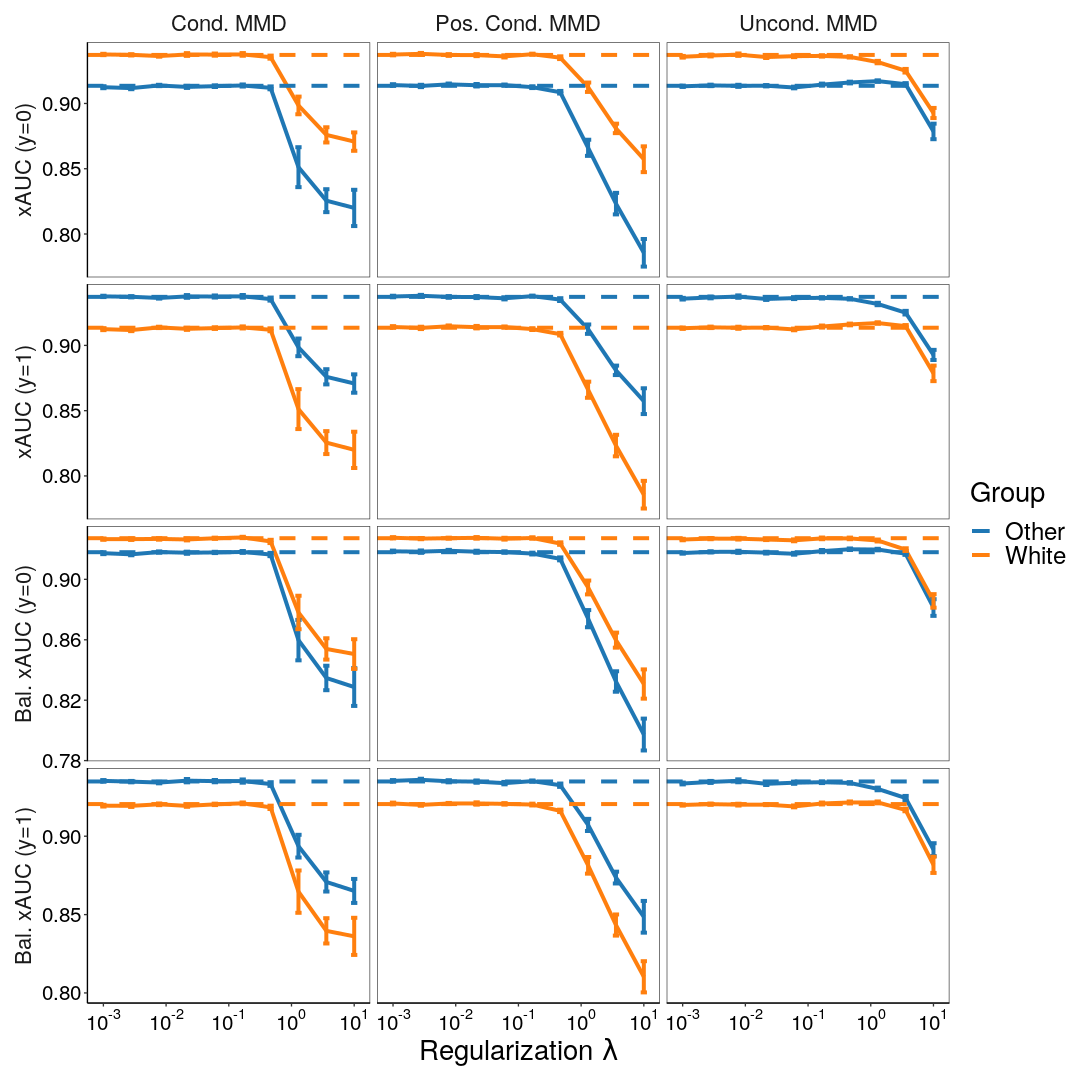 Cond. MMD Pos. Cond. MMD Uncond. MMD
xAUC (y=0)
0.90
0.85
0.80
xAUC (y=1)
0.90
0.85
0.80
Bal. xAUC (y=0)
0.90
0.86
0.82
0.78
Bal. xAUC (y=1)
0.90
0.85
0.80
10⁻³ 10⁻² 10⁻¹ 10⁰ 10¹ 10⁻³ 10⁻² 10⁻¹ 10⁰ 10¹ 10⁻³ 10⁻² 10⁻¹ 10⁰ 10¹
Regularization λ
Group
Other
White